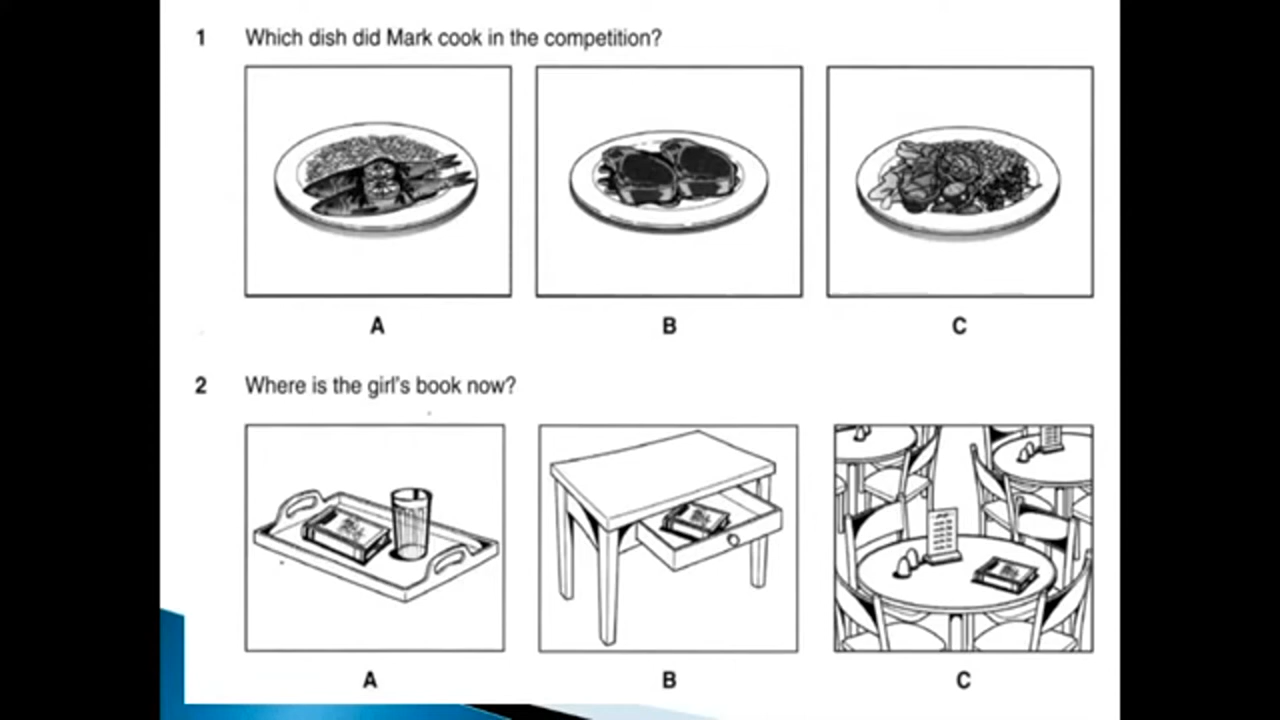 1 Which dish did Mark cook in the competition?
A B C
2 Where is the girl's book now?
A B C